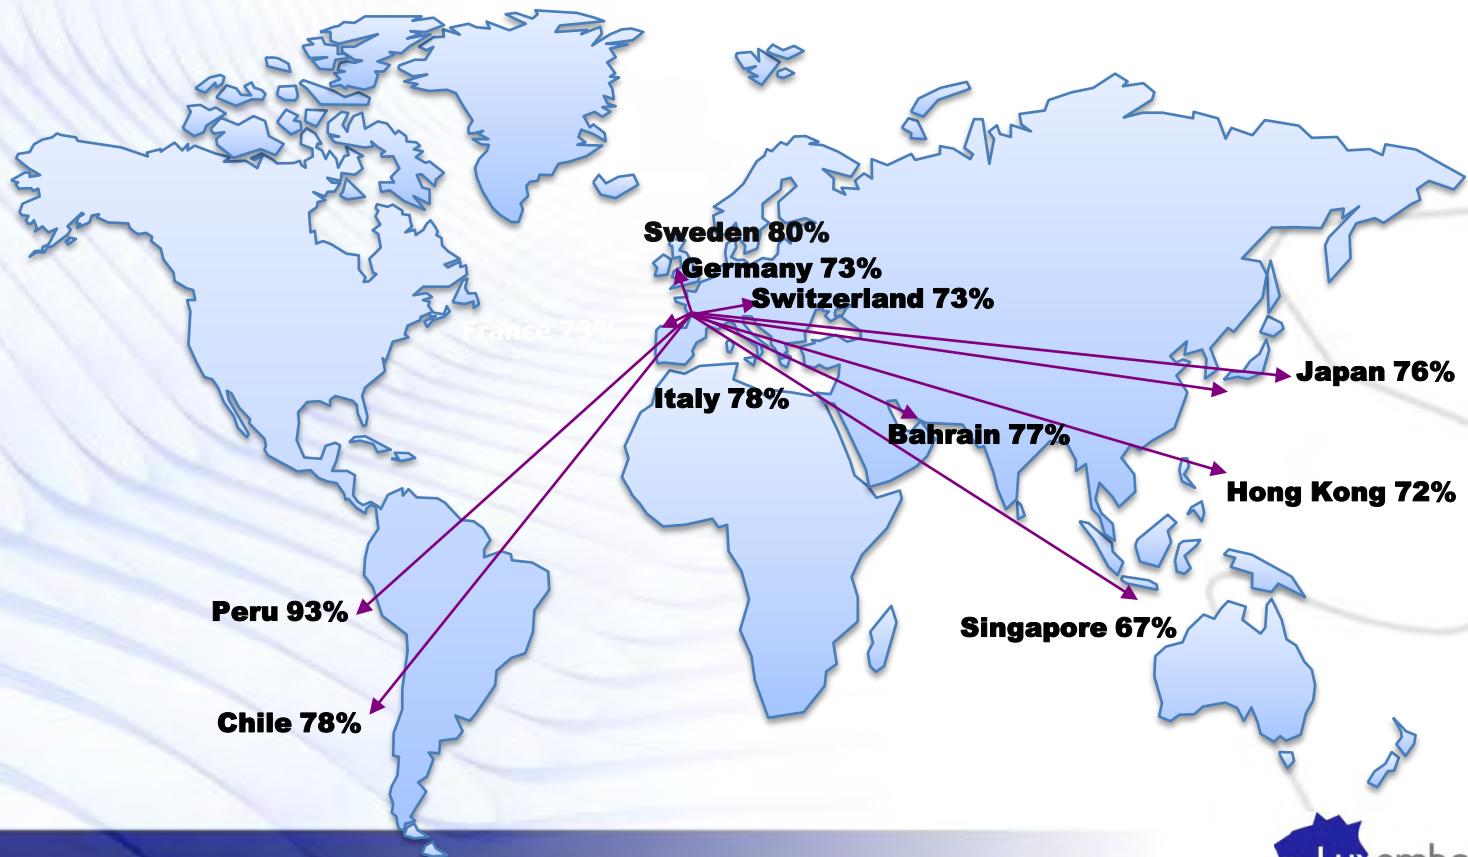 Sweden 80%
Germany 73%
Switzerland 73%
France 73%
Japan 76%
Italy 78%
Bahrain 77%
Hong Kong 72%
Peru 93%
Singapore 67%
Chile 78%